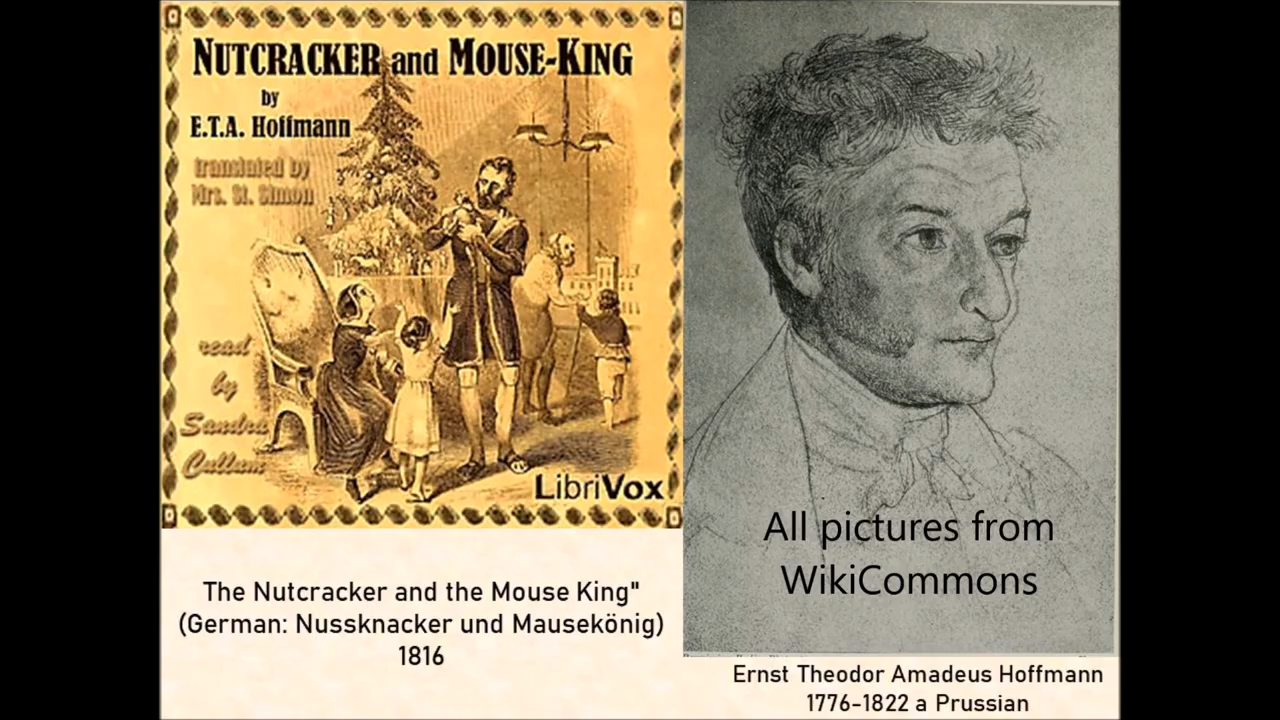 NUTCRACKER and MOUSE-KING
by
E.T.A. Hoffmann
translated by
Mrs. St. Simon
read
by
Sandra
Cullum
LibriVox
The Nutcracker and the Mouse King"
(German: Nussknacker und Mausekönig)
1816
All pictures from
WikiCommons
Ernst Theodor Amadeus Hoffmann
1776-1822 a Prussian